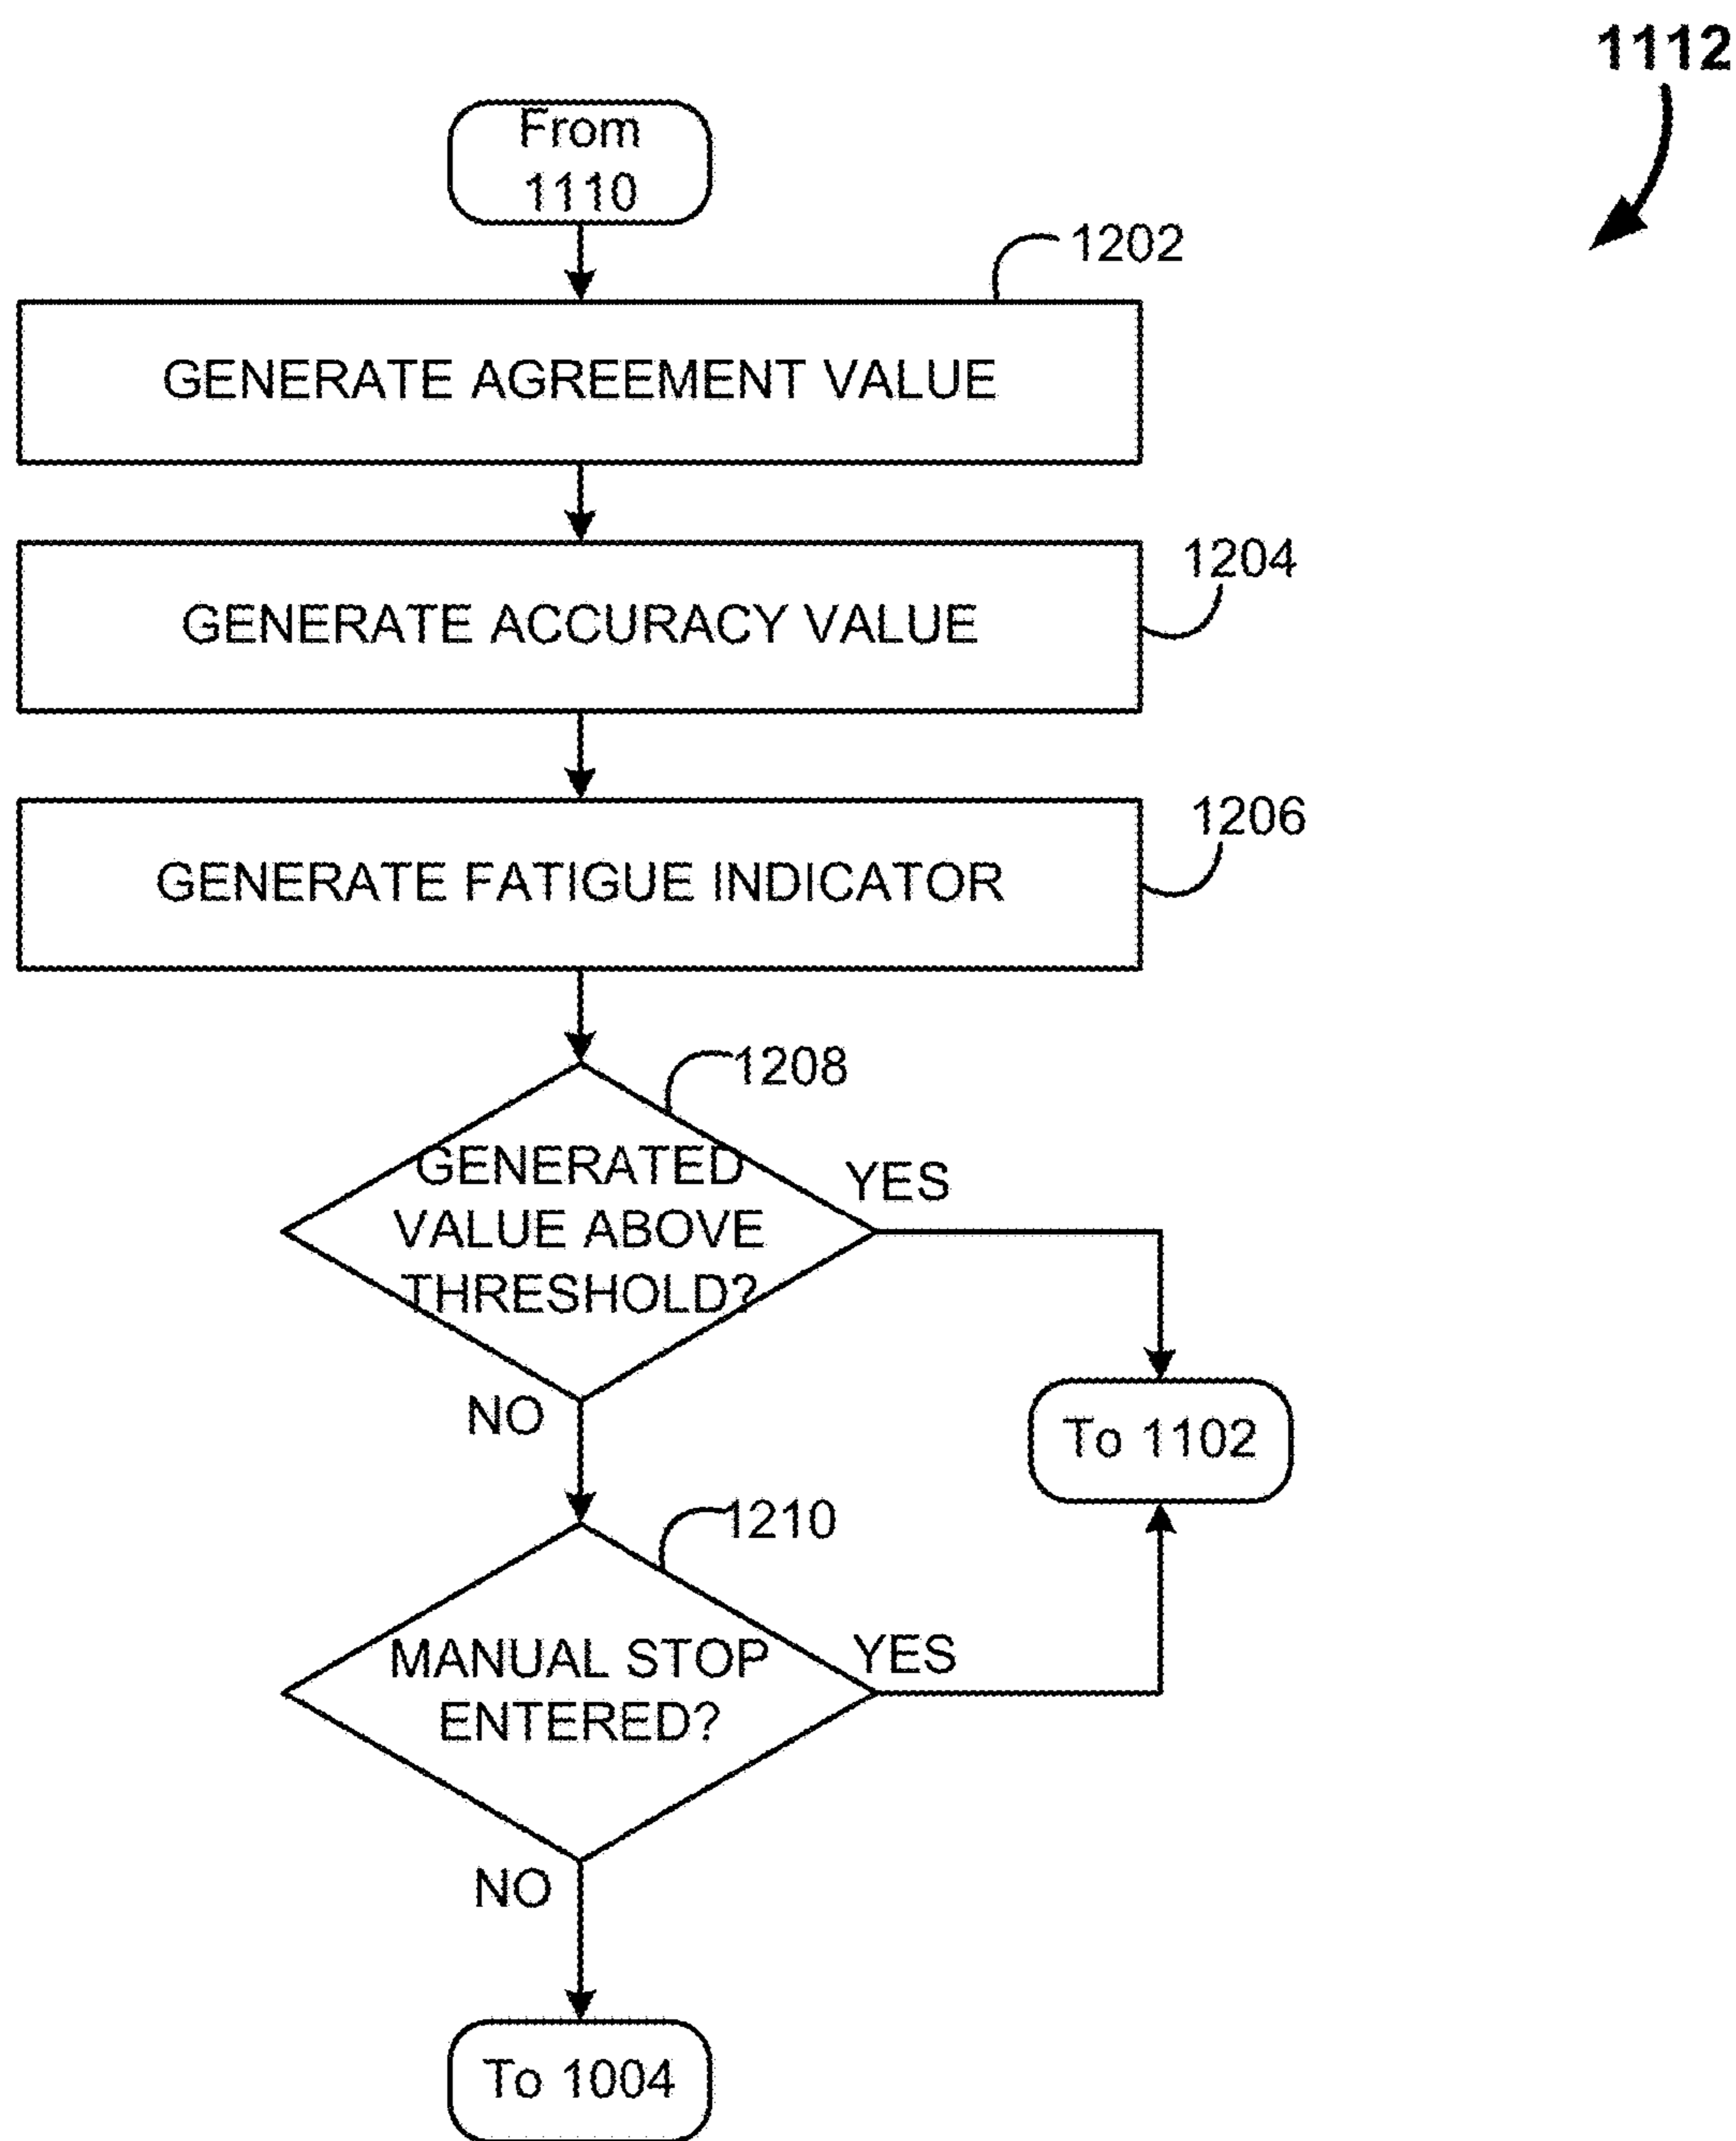 1112
From
1110
1202
GENERATE AGREEMENT VALUE
1204
GENERATE ACCURACY VALUE
1206
GENERATE FATIGUE INDICATOR
1208
GENERATED
VALUE ABOVE
THRESHOLD?
YES
NO
To 1102
1210
MANUAL STOP
ENTERED?
YES
NO
To 1004